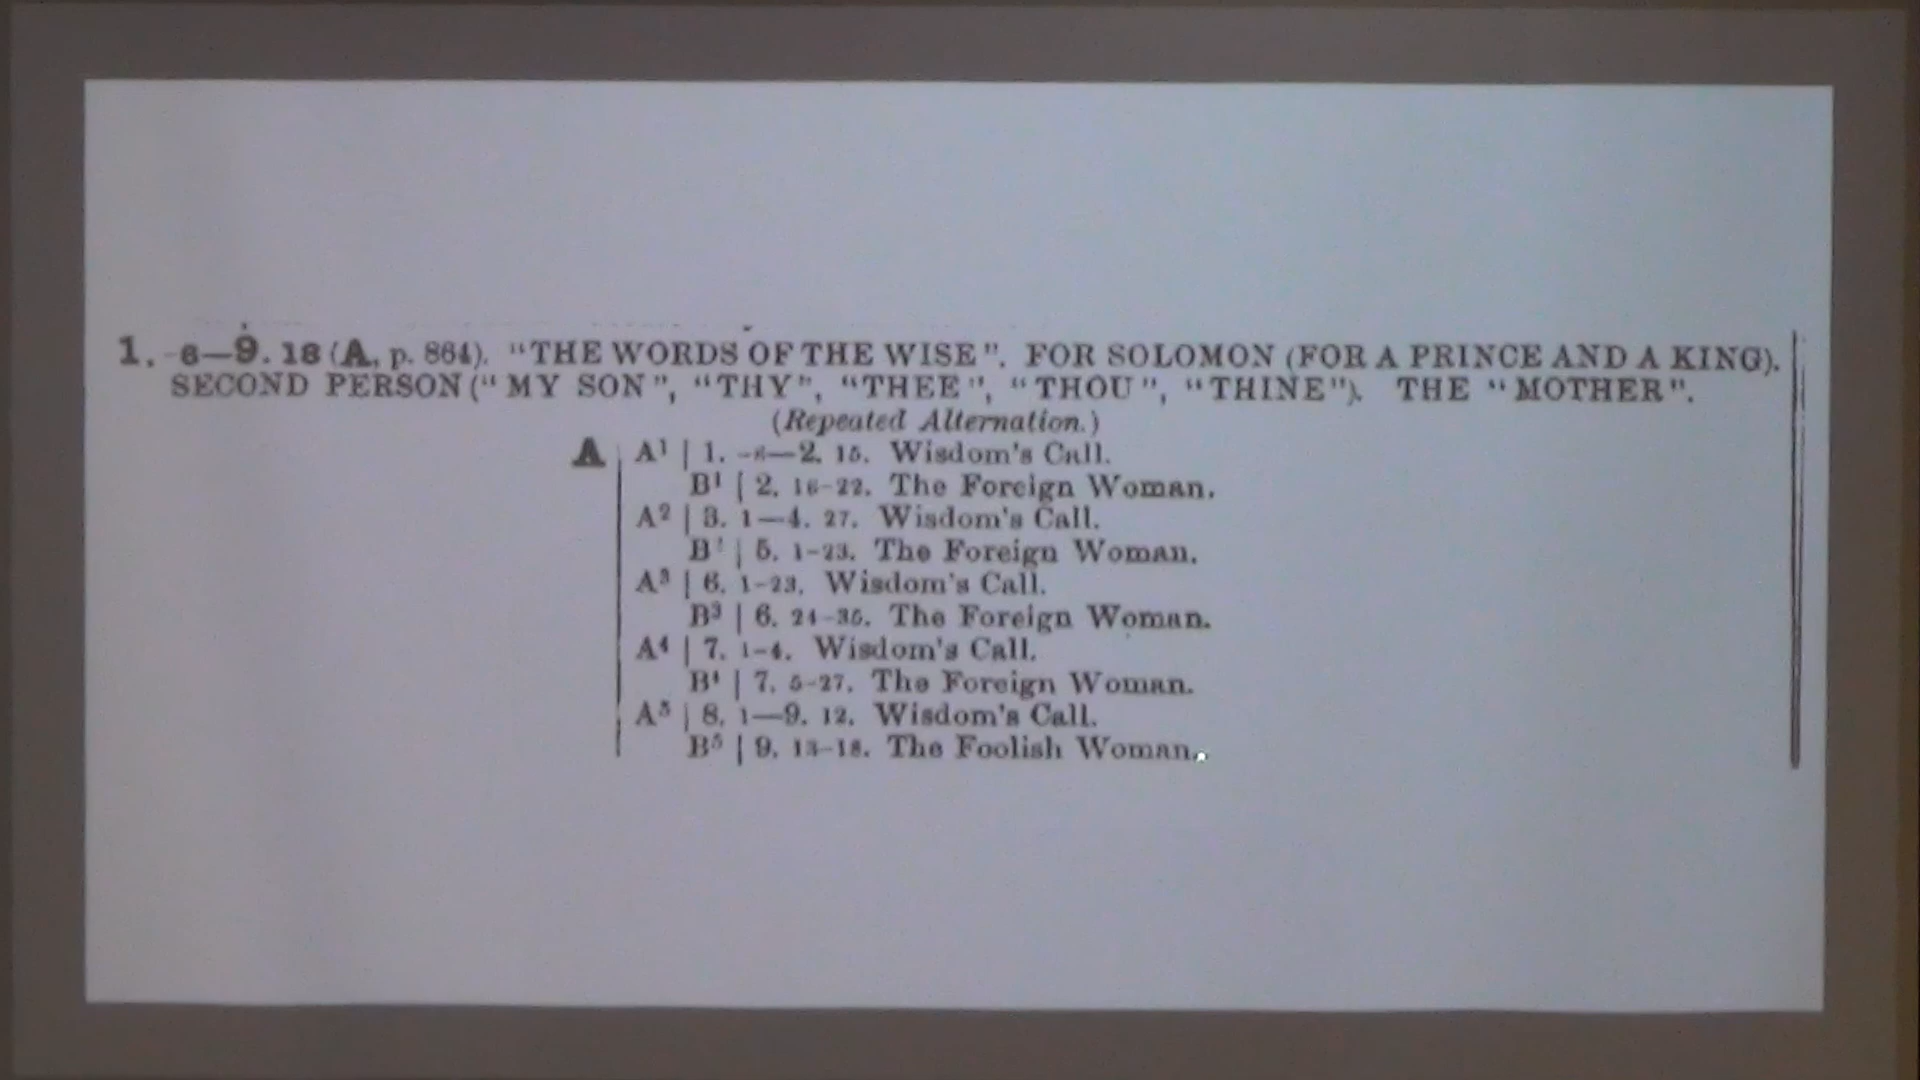 1. -6—9. 18 (A, p. 864). "THE WORDS OF THE WISE". FOR SOLOMON (FOR A PRINCE AND A KING).
SECOND PERSON ("MY SON", "THY", "THEE", "THOU", "THINE"). THE "MOTHER".
(Repeated Alternation.)
A | A¹ | 1. -6—2. 15. Wisdom's Call.
B¹ | 2. 16-22. The Foreign Woman.
A² | 3. 1—4. 27. Wisdom's Call.
B² | 5. 1-23. The Foreign Woman.
A³ | 6. 1-23. Wisdom's Call.
B³ | 6. 24-35. The Foreign Woman.
A⁴ | 7. 1-4. Wisdom's Call.
B⁴ | 7. 5-27. The Foreign Woman.
A⁵ | 8. 1—9. 12. Wisdom's Call.
B⁵ | 9. 13-18. The Foolish Woman.